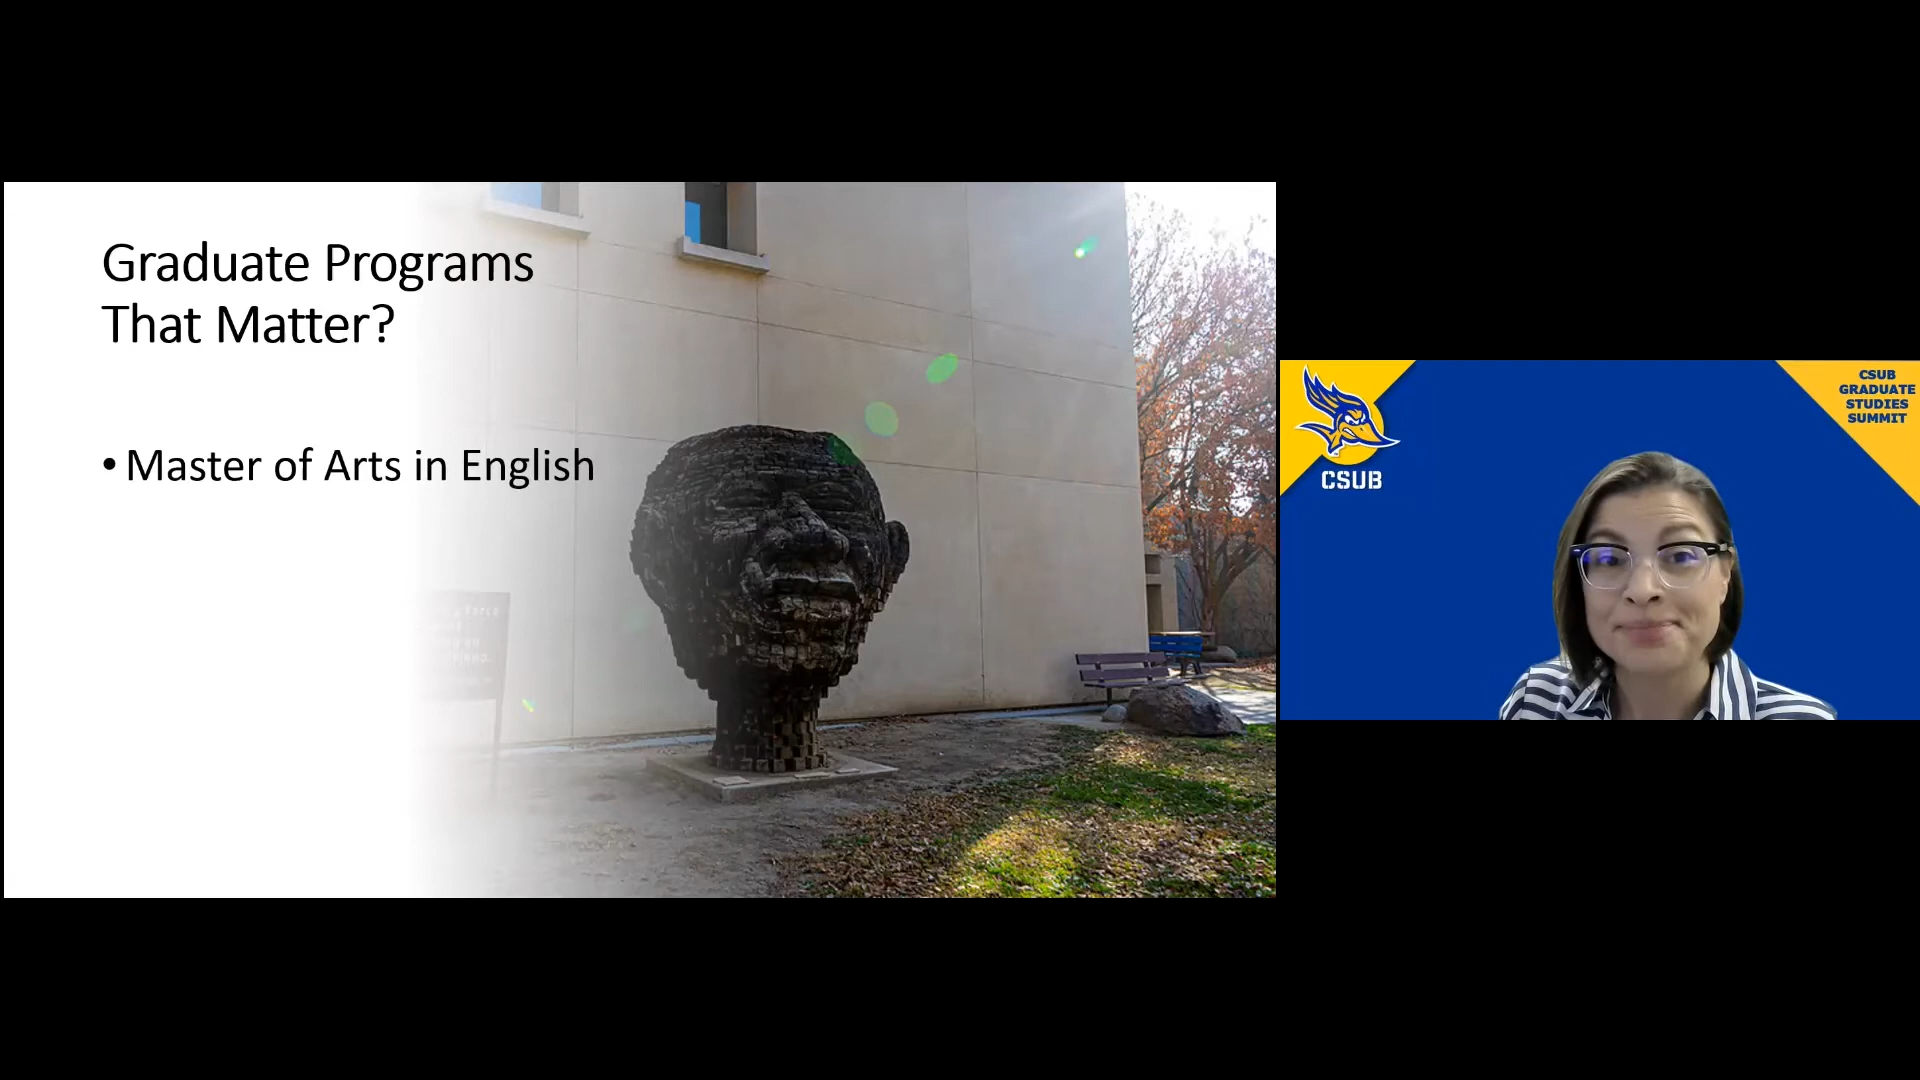 Graduate Programs
That Matter?
• Master of Arts in English
CSUB
CSUB
GRADUATE
STUDIES
SUMMIT